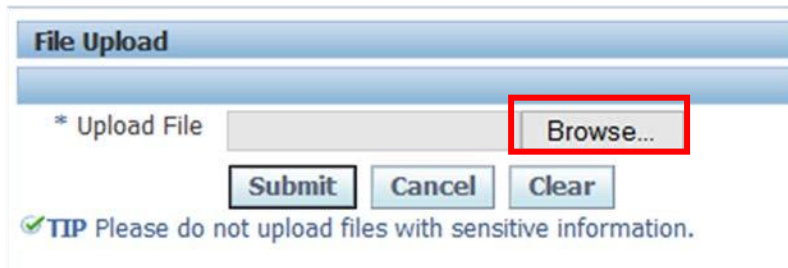 File Upload
* Upload File Browse...
Submit Cancel Clear
TIP Please do not upload files with sensitive information.